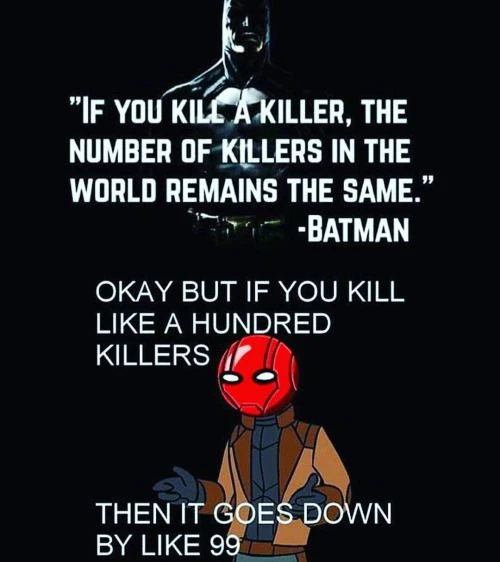 "IF YOU KILL A KILLER, THE
NUMBER OF KILLERS IN THE
WORLD REMAINS THE SAME."
-BATMAN
OKAY BUT IF YOU KILL
LIKE A HUNDRED
KILLERS
THEN IT GOES DOWN
BY LIKE 99